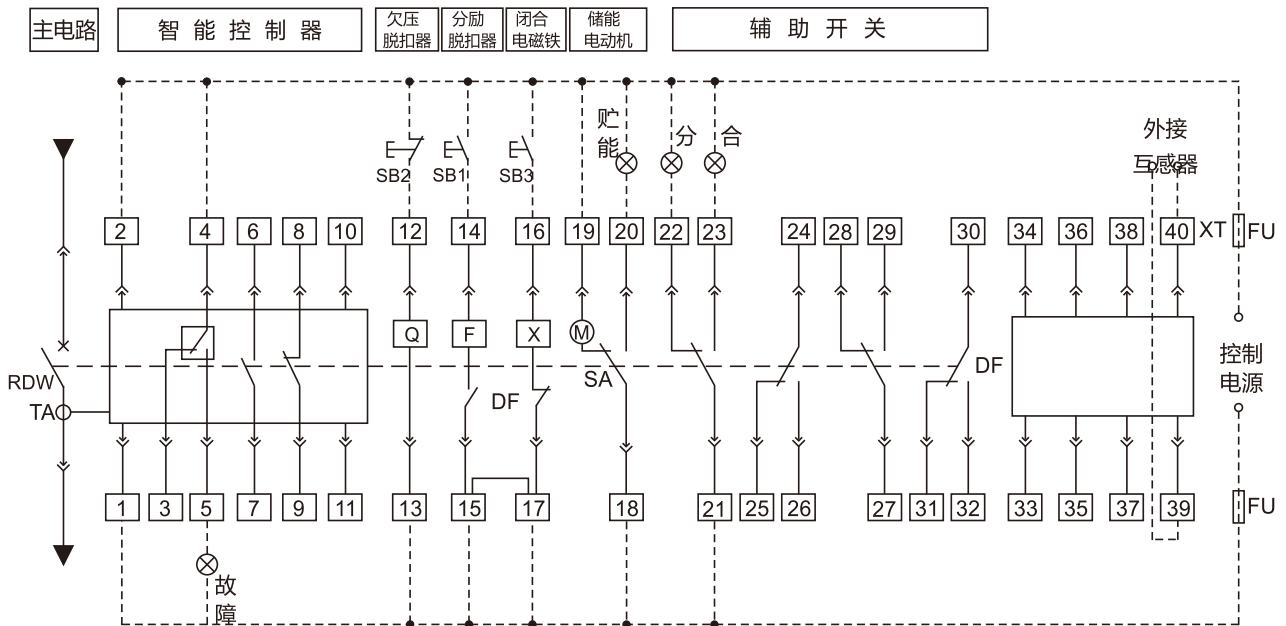 主电路
智能控制器
欠压
脱扣器
分励
脱扣器
闭合
电磁铁
储能
电动机
辅助开关
贮
能
分
合
外接
互感器
SB2
SB1
SB3
2 4 6 8 10 12 14 16 19 20 22 23 24 28 29 30 34 36 38 40 XT FU
Q F X M
RDW
SA
DF
DF
控制
电源
TA
1 3 5 7 9 11 13 15 17 18 21 25 26 27 31 32 33 35 37 39 FU
故
障